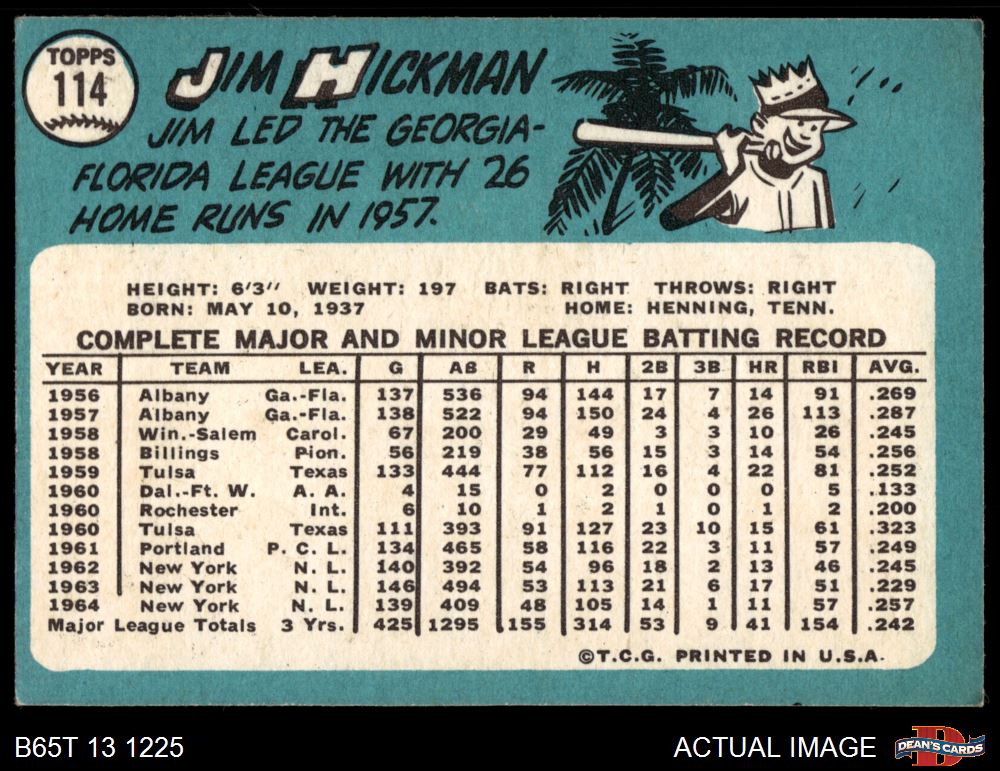 TOPPS
114
JIM HICKMAN
JIM LED THE GEORGIA-
FLORIDA LEAGUE WITH 26
HOME RUNS IN 1957.
HEIGHT: 6'3" WEIGHT: 197 BATS: RIGHT THROWS: RIGHT
BORN: MAY 10, 1937 HOME: HENNING, TENN.
COMPLETE MAJOR AND MINOR LEAGUE BATTING RECORD
YEAR TEAM LEA. G AB R H 2B 3B HR RBI AVG.
1956 Albany Ga.-Fla. 137 536 94 144 17 7 14 91 .269
1957 Albany Ga.-Fla. 138 522 94 150 24 4 26 113 .287
1958 Win.-Salem Carol. 67 200 29 49 3 3 10 26 .245
1958 Billings Pion. 56 219 38 56 15 3 14 54 .256
1959 Tulsa Texas 133 444 77 112 16 4 22 81 .252
1960 Dal.-Ft. W. A. A. 4 15 0 2 0 0 0 5 .133
1960 Rochester Int. 6 10 1 2 1 0 1 2 .200
1960 Tulsa Texas 111 393 91 127 23 10 15 61 .323
1961 Portland P. C. L. 134 465 58 116 22 3 11 57 .249
1962 New York N. L. 140 392 54 96 18 2 13 46 .245
1963 New York N. L. 146 494 53 113 21 6 17 51 .229
1964 New York N. L. 139 409 48 105 14 1 11 57 .257
Major League Totals 3 Yrs. 425 1295 155 314 53 9 41 154 .242
©T.C.G. PRINTED IN U.S.A.
B65T 13 1225 ACTUAL IMAGE
D
DEAN'S CARDS